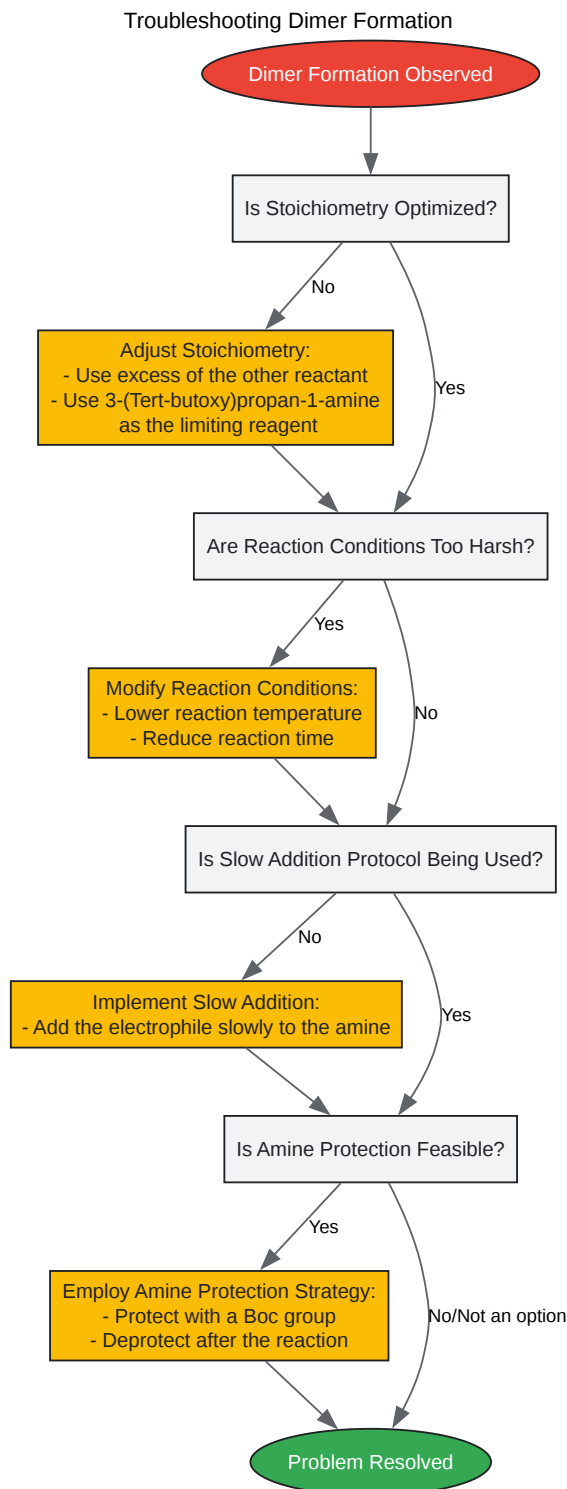 Troubleshooting Dimer Formation
Dimer Formation Observed
Is Stoichiometry Optimized?
No
Adjust Stoichiometry:
- Use excess of the other reactant
- Use 3-(Tert-butoxy)propan-1-amine
as the limiting reagent
Yes
Are Reaction Conditions Too Harsh?
Yes
Modify Reaction Conditions:
- Lower reaction temperature
- Reduce reaction time
No
Is Slow Addition Protocol Being Used?
No
Implement Slow Addition:
- Add the electrophile slowly to the amine
Yes
Is Amine Protection Feasible?
Yes
Employ Amine Protection Strategy:
- Protect with a Boc group
- Deprotect after the reaction
No/Not an option
Problem Resolved